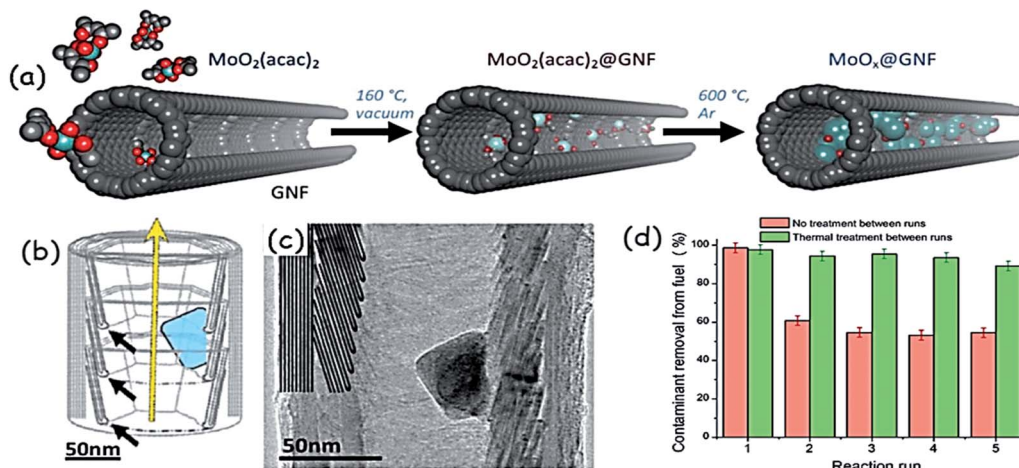 (a)
MoO₂(acac)₂
MoO₂(acac)₂@GNF
MoOₓ@GNF
160 °C,
vacuum
600 °C,
Ar
GNF
(b)
50nm
(c)
50nm
(d)
No treatment between runs
Thermal treatment between runs
Contaminant removal from fuel (%)
100
80
60
40
20
0
1 2 3 4 5
Reaction run